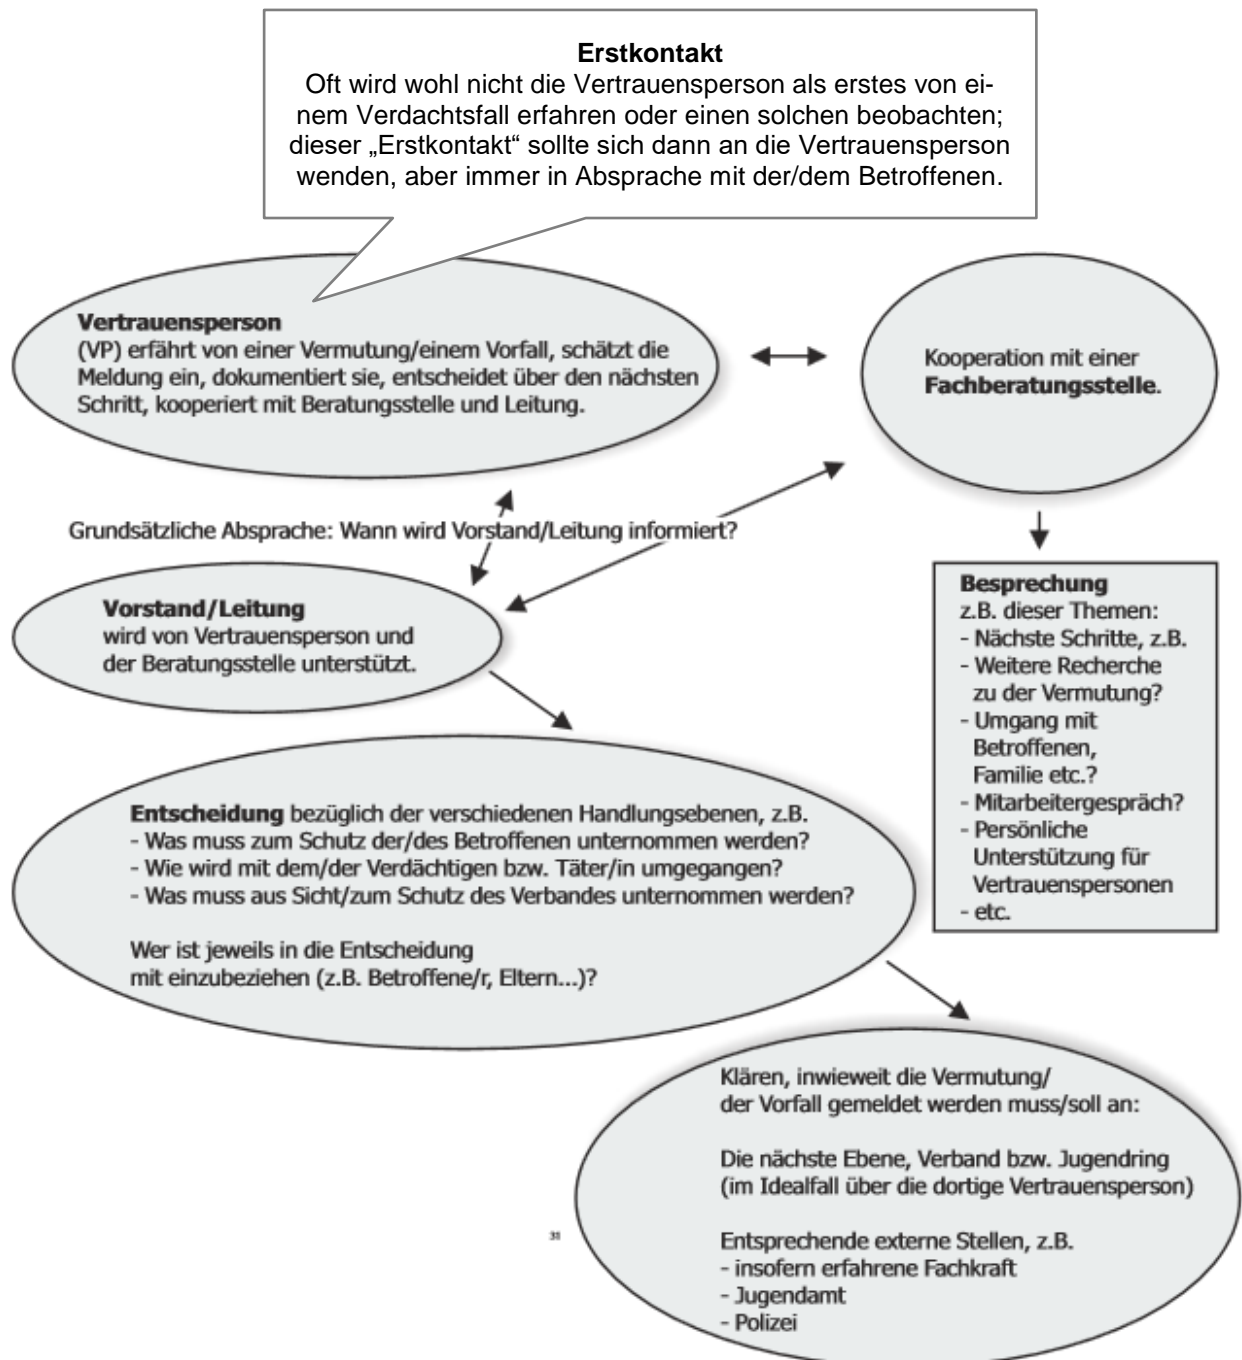 Erstkontakt
Oft wird wohl nicht die Vertrauensperson als erstes von ei-
nem Verdachtsfall erfahren oder einen solchen beobachten;
dieser „Erstkontakt“ sollte sich dann an die Vertrauensperson
wenden, aber immer in Absprache mit der/dem Betroffenen.
Vertrauensperson
(VP) erfährt von einer Vermutung/einem Vorfall, schätzt die
Meldung ein, dokumentiert sie, entscheidet über den nächsten
Schritt, kooperiert mit Beratungsstelle und Leitung.
Kooperation mit einer
Fachberatungsstelle.
Grundsätzliche Absprache: Wann wird Vorstand/Leitung informiert?
Vorstand/Leitung
wird von Vertrauensperson und
der Beratungsstelle unterstützt.
Besprechung
z.B. dieser Themen:
- Nächste Schritte, z.B.
- Weitere Recherche
zu der Vermutung?
- Umgang mit
Betroffenen,
Familie etc.?
- Mitarbeitergespräch?
- Persönliche
Unterstützung für
Vertrauenspersonen
- etc.
Entscheidung bezüglich der verschiedenen Handlungsebenen, z.B.
- Was muss zum Schutz der/des Betroffenen unternommen werden?
- Wie wird mit dem/der Verdächtigen bzw. Täter/in umgegangen?
- Was muss aus Sicht/zum Schutz des Verbandes unternommen werden?
Wer ist jeweils in die Entscheidung
mit einzubeziehen (z.B. Betroffene/r, Eltern...)?
Klären, inwieweit die Vermutung/
der Vorfall gemeldet werden muss/soll an:
Die nächste Ebene, Verband bzw. Jugendring
(im Idealfall über die dortige Vertrauensperson)
Entsprechende externe Stellen, z.B.
- insofern erfahrene Fachkraft
- Jugendamt
- Polizei
31